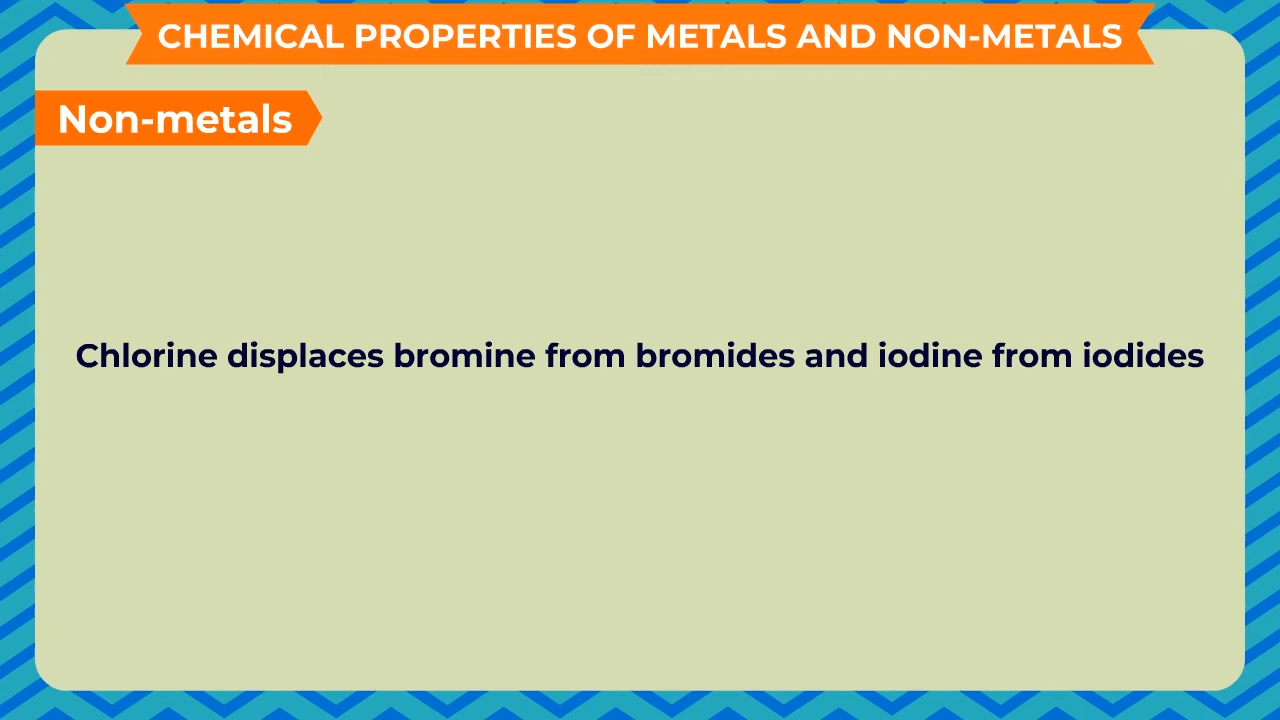 CHEMICAL PROPERTIES OF METALS AND NON-METALS
Non-metals
Chlorine displaces bromine from bromides and iodine from iodides